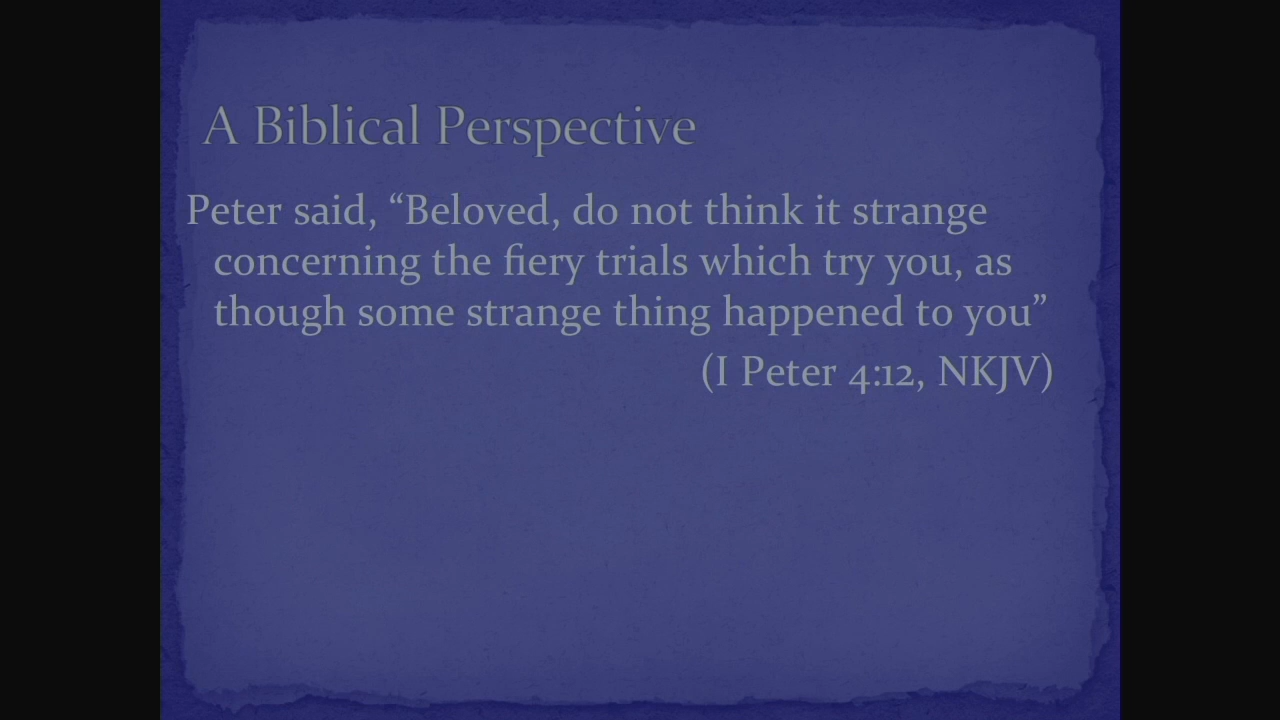 A Biblical Perspective
Peter said, “Beloved, do not think it strange
concerning the fiery trials which try you, as
though some strange thing happened to you”
(I Peter 4:12, NKJV)